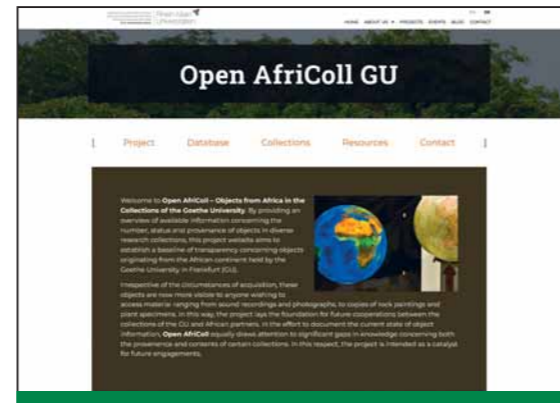 HOME ABOUT US PROJECTS EVENTS BLOG CONTACT
Open AfriColl GU
[ Project Database Collections Resources Contact ]
Welcome to Open AfriColl – Objects from Africa in the
Collections of the Goethe University. By providing an
overview of available information concerning the
number, status and provenance of objects in diverse
research collections, this project website aims to
establish a baseline of transparency concerning objects
originating from the African continent held by the
Goethe University in Frankfurt (GU).
Irrespective of the circumstances of acquisition, these
objects are now more visible to anyone wishing to
access material ranging from sound recordings and photographs, to copies of rock paintings and
plant specimens. In this way, the project lays the foundation for future cooperations between the
collections of the GU and African partners. In the effort to document the current state of object
information, Open AfriColl equally draws attention to significant gaps in knowledge concerning both
the provenance and contents of certain collections. In this respect, the project is intended as a catalyst
for future engagements.